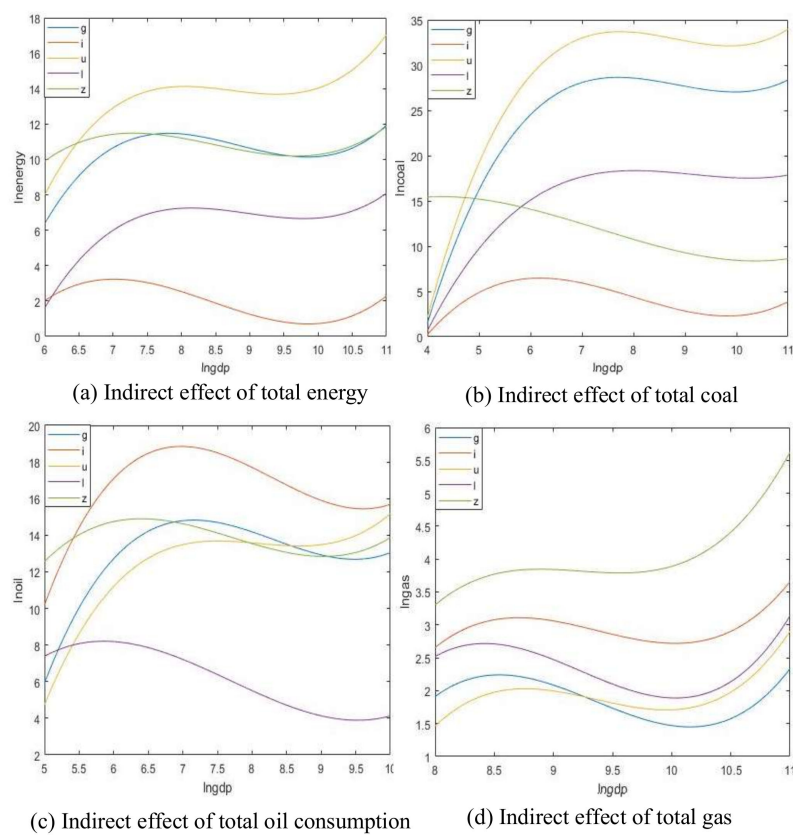 18
16
14
12
10
8
6
4
2
0
g
i
u
l
z
lnenergy
6 6.5 7 7.5 8 8.5 9 9.5 10 10.5 11
lngdp
(a) Indirect effect of total energy
35
30
25
20
15
10
5
0
g
i
u
l
z
lncoal
4 5 6 7 8 9 10 11
lngdp
(b) Indirect effect of total coal
20
18
16
14
12
10
8
6
4
2
g
i
u
l
z
lnoil
5 5.5 6 6.5 7 7.5 8 8.5 9 9.5 10
lngdp
(c) Indirect effect of total oil consumption
6
5.5
5
4.5
4
3.5
3
2.5
2
1.5
1
g
i
u
l
z
lngas
8 8.5 9 9.5 10 10.5 11
lngdp
(d) Indirect effect of total gas